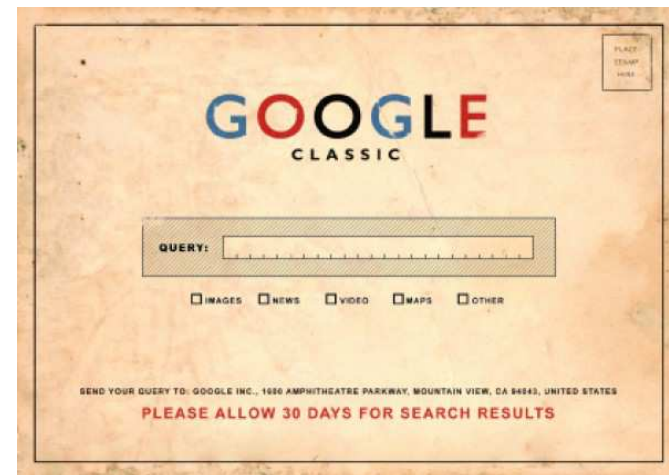 PLACE
STAMP
HERE
GOOGLE
CLASSIC
QUERY:
IMAGES NEWS VIDEO MAPS OTHER
SEND YOUR QUERY TO: GOOGLE INC., 1600 AMPHITHEATRE PARKWAY, MOUNTAIN VIEW, CA 94043, UNITED STATES
PLEASE ALLOW 30 DAYS FOR SEARCH RESULTS